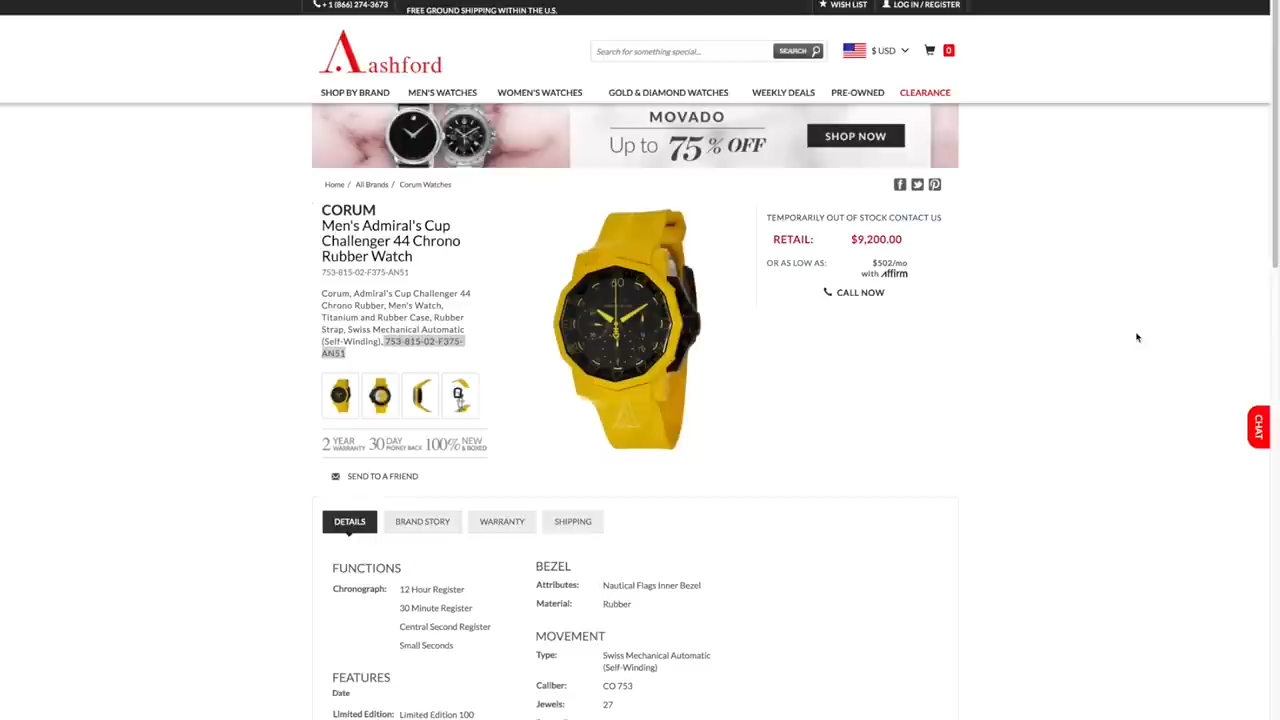 + 1 (866) 274-3673
FREE GROUND SHIPPING WITHIN THE U.S.
WISH LIST
LOG IN / REGISTER
Aashford
Search for something special...
SEARCH
$ USD
0
SHOP BY BRAND
MEN'S WATCHES
WOMEN'S WATCHES
GOLD & DIAMOND WATCHES
WEEKLY DEALS
PRE-OWNED
CLEARANCE
MOVADO
Up to 75% OFF
SHOP NOW
Home / All Brands / Corum Watches
CORUM
Men's Admiral's Cup
Challenger 44 Chrono
Rubber Watch
753-815-02-F375-AN51
Corum, Admiral's Cup Challenger 44
Chrono Rubber, Men's Watch,
Titanium and Rubber Case, Rubber
Strap, Swiss Mechanical Automatic
(Self-Winding), 753-815-02-F375-
AN51
TEMPORARILY OUT OF STOCK CONTACT US
RETAIL: $9,200.00
OR AS LOW AS: $502/mo
with affirm
CALL NOW
60
2 YEAR WARRANTY 30 DAY MONEY BACK 100% NEW & BOXED
SEND TO A FRIEND
CHAT
DETAILS
BRAND STORY
WARRANTY
SHIPPING
FUNCTIONS
Chronograph: 12 Hour Register
30 Minute Register
Central Second Register
Small Seconds
FEATURES
Date
Limited Edition: Limited Edition 100
BEZEL
Attributes: Nautical Flags Inner Bezel
Material: Rubber
MOVEMENT
Type: Swiss Mechanical Automatic
(Self-Winding)
Caliber: CO 753
Jewels: 27